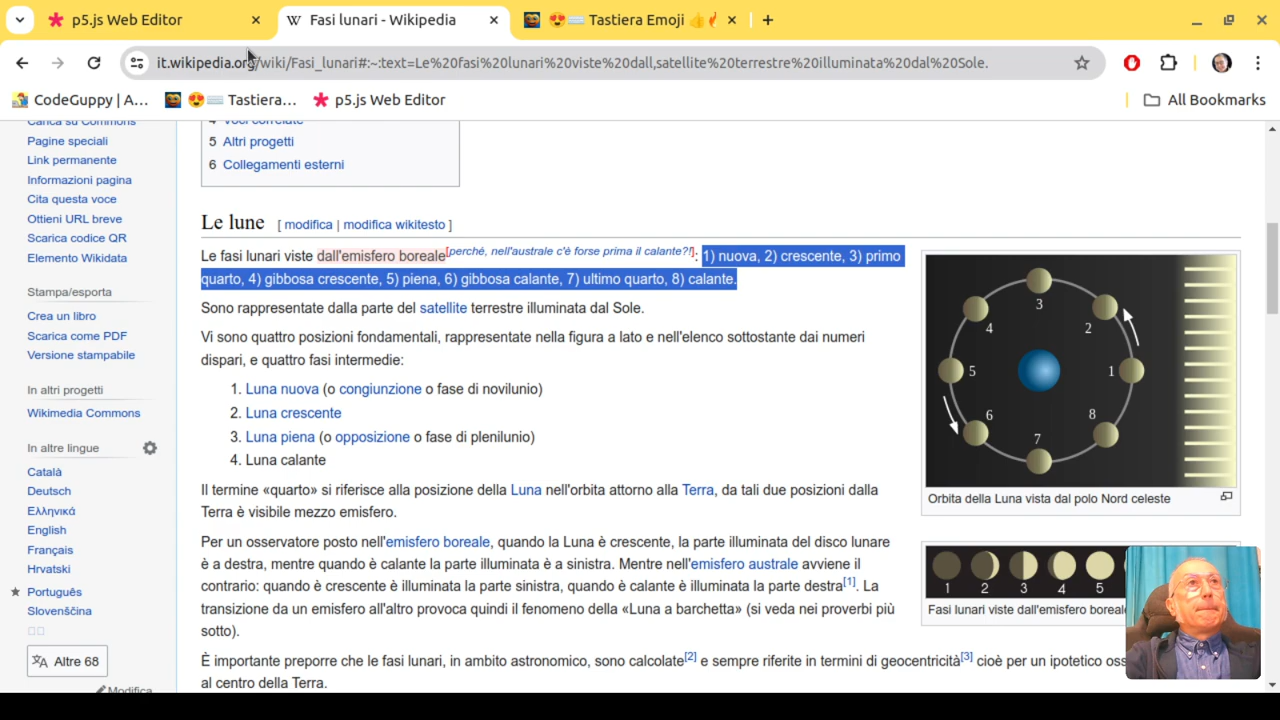 p5.js Web Editor
Fasi lunari - Wikipedia
😍⌨️ Tastiera Emoji 👍🔥
it.wikipedia.org/wiki/Fasi_lunari#:~:text=Le%20fasi%20lunari%20viste%20dall,satellite%20terrestre%20illuminata%20dal%20Sole.
CodeGuppy | A...
😍⌨️ Tastiera...
p5.js Web Editor
All Bookmarks
Carica su Commons
Pagine speciali
Link permanente
Informazioni pagina
Cita questa voce
Ottieni URL breve
Scarica codice QR
Elemento Wikidata
Stampa/esporta
Crea un libro
Scarica come PDF
Versione stampabile
In altri progetti
Wikimedia Commons
In altre lingue
Català
Deutsch
Ελληνικά
English
Français
Hrvatski
Português
Slovenščina
Altre 68
Modifica
4 Voci correlate
5 Altri progetti
6 Collegamenti esterni
Le lune [ modifica | modifica wikitesto ]
Le fasi lunari viste dall'emisfero boreale[perché, nell'australe c'è forse prima il calante?!]: 1) nuova, 2) crescente, 3) primo
quarto, 4) gibbosa crescente, 5) piena, 6) gibbosa calante, 7) ultimo quarto, 8) calante.
Sono rappresentate dalla parte del satellite terrestre illuminata dal Sole.
Vi sono quattro posizioni fondamentali, rappresentate nella figura a lato e nell'elenco sottostante dai numeri
dispari, e quattro fasi intermedie:
1. Luna nuova (o congiunzione o fase di novilunio)
2. Luna crescente
3. Luna piena (o opposizione o fase di plenilunio)
4. Luna calante
Il termine «quarto» si riferisce alla posizione della Luna nell'orbita attorno alla Terra, da tali due posizioni dalla
Terra è visibile mezzo emisfero.
Per un osservatore posto nell'emisfero boreale, quando la Luna è crescente, la parte illuminata del disco lunare
è a destra, mentre quando è calante la parte illuminata è a sinistra. Mentre nell'emisfero australe avviene il
contrario: quando è crescente è illuminata la parte sinistra, quando è calante è illuminata la parte destra[1]. La
transizione da un emisfero all'altro provoca quindi il fenomeno della «Luna a barchetta» (si veda nei proverbi più
sotto).
È importante preporre che le fasi lunari, in ambito astronomico, sono calcolate[2] e sempre riferite in termini di geocentricità[3] cioè per un ipotetico
al centro della Terra.
3
4 2
5 1
6 8
7
Orbita della Luna vista dal polo Nord celeste
1 2 3 4 5
Fasi lunari viste dall'emisfero boreale